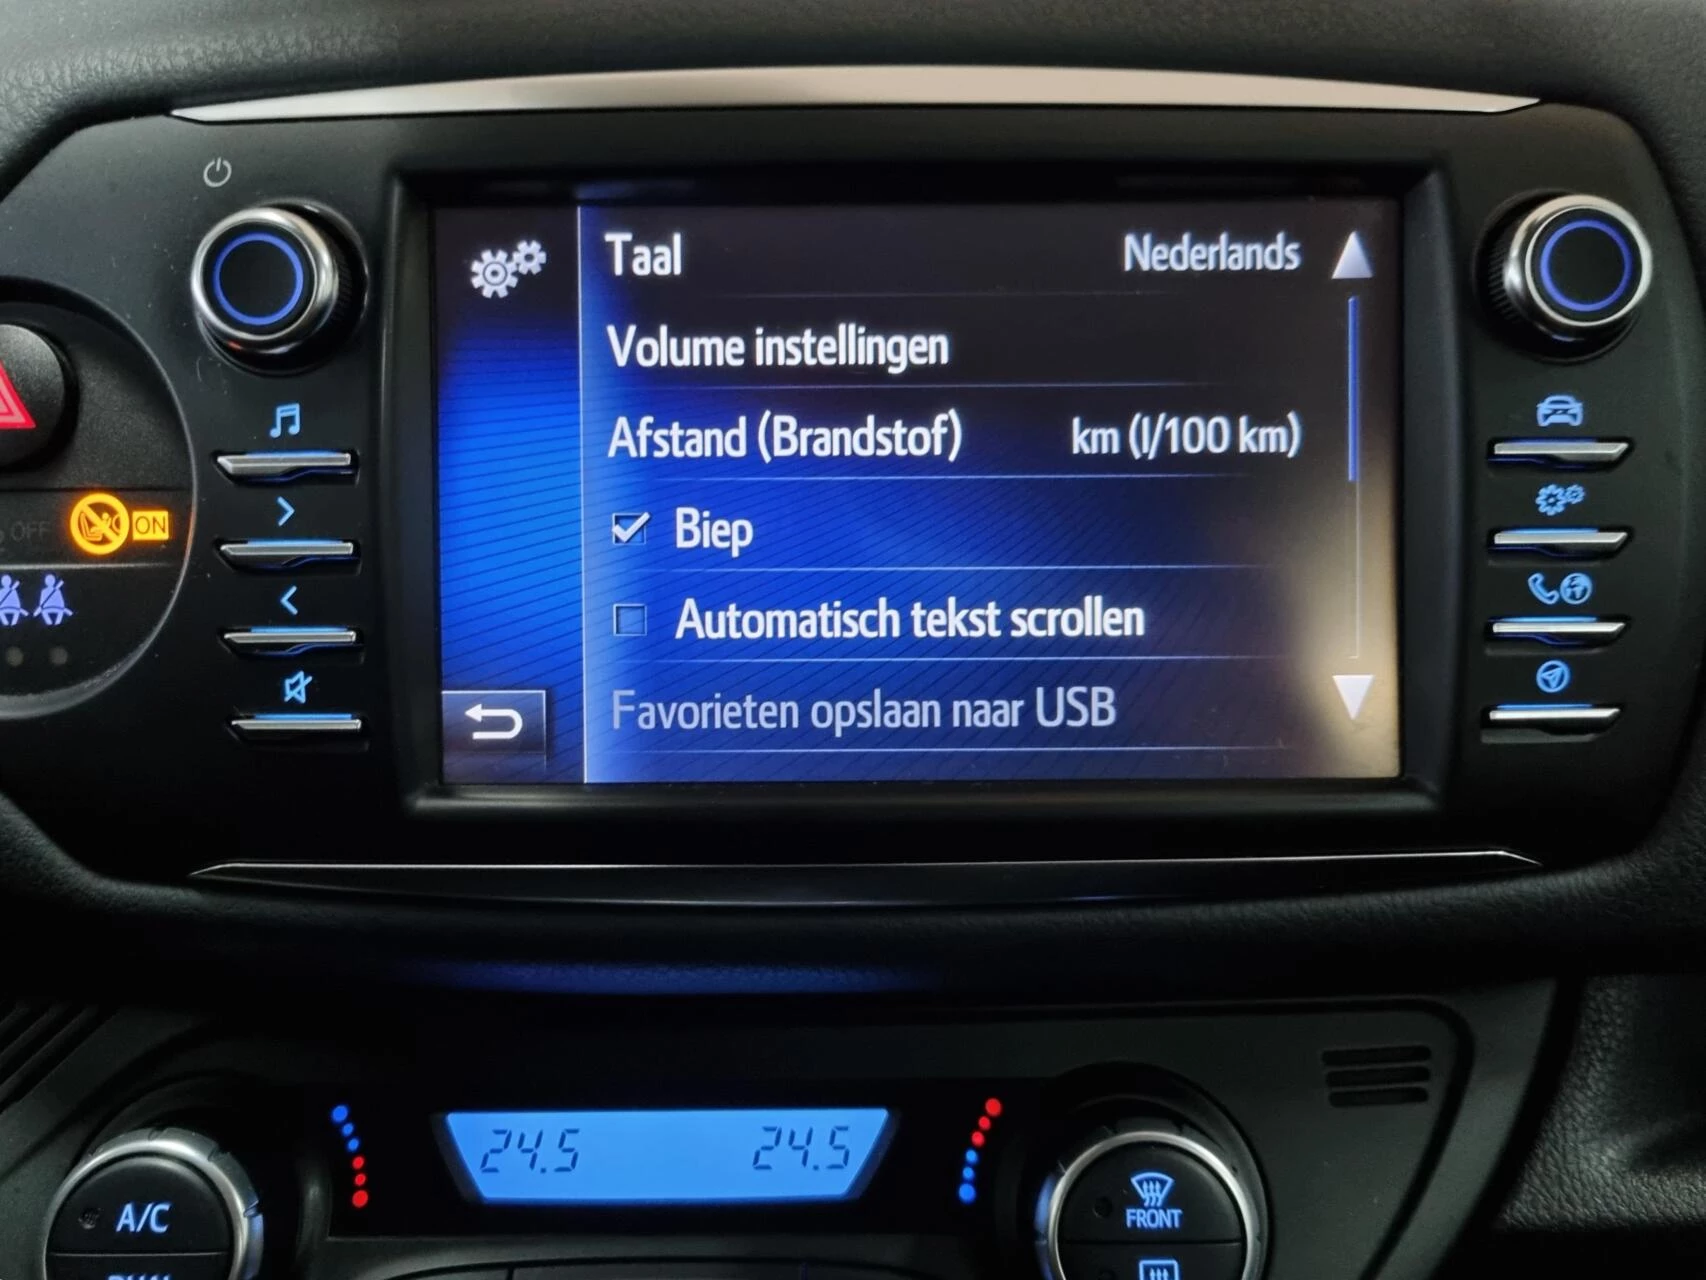 Taal Nederlands
Volume instellingen
Afstand (Brandstof) km (l/100 km)
Biep
Automatisch tekst scrollen
Favorieten opslaan naar USB
OFF ON
24.5 24.5
A/C
FRONT